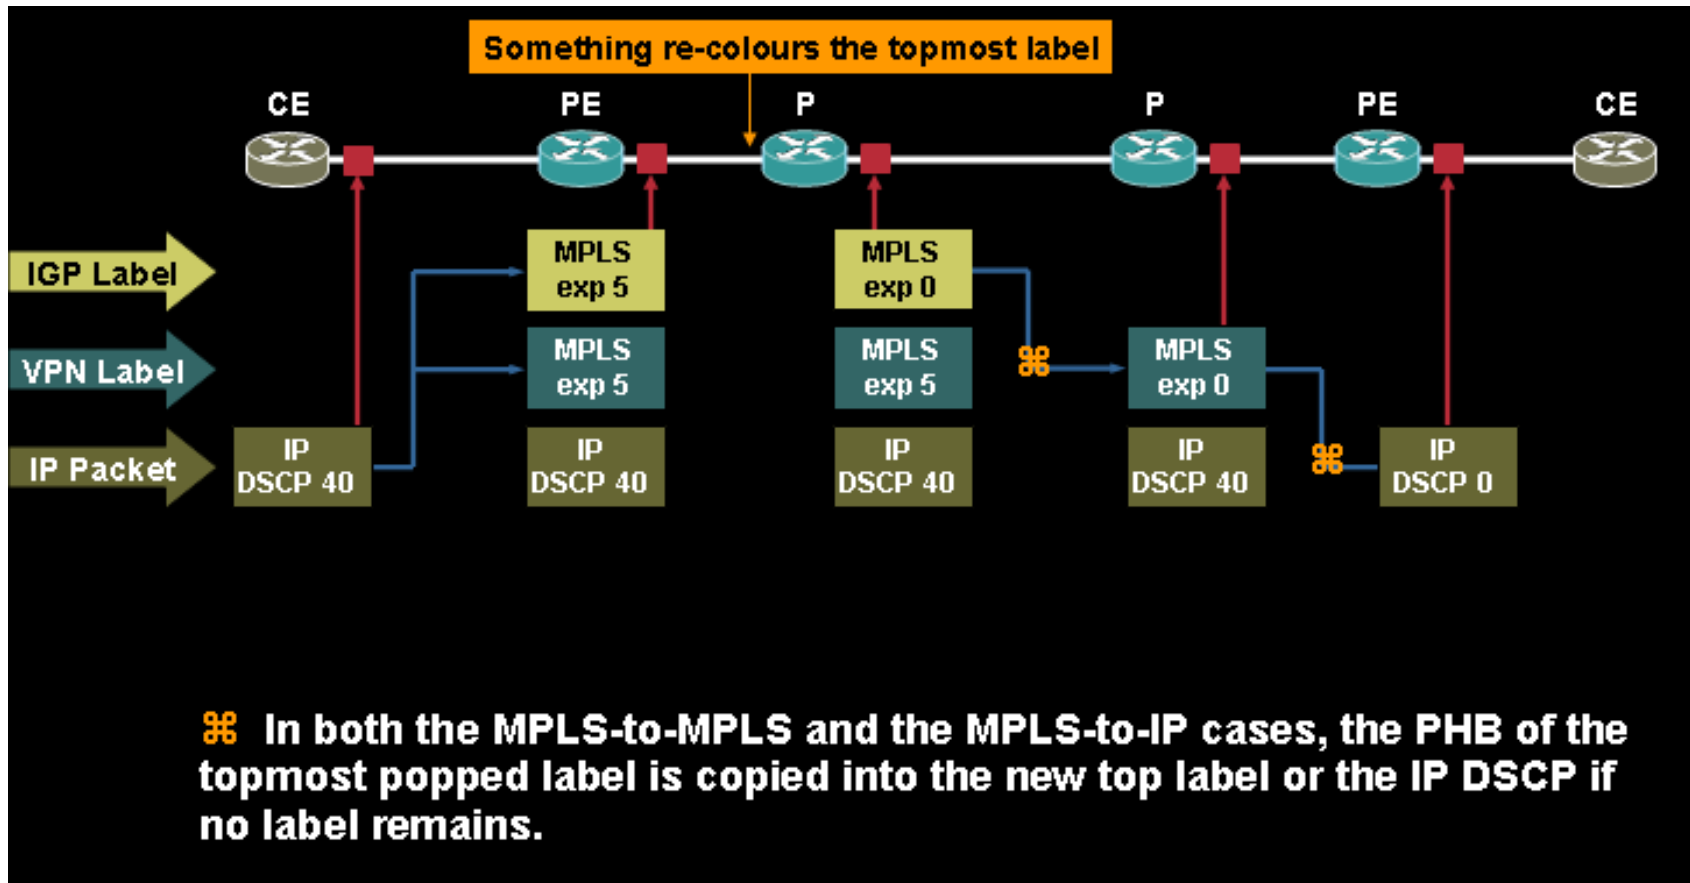 Something re-colours the topmost label
CE
PE
P
P
PE
CE
IGP Label
MPLS
exp 5
MPLS
exp 0
VPN Label
MPLS
exp 5
MPLS
exp 5
MPLS
exp 0
IP Packet
IP
DSCP 40
IP
DSCP 40
IP
DSCP 40
IP
DSCP 40
IP
DSCP 0
⌘ In both the MPLS-to-MPLS and the MPLS-to-IP cases, the PHB of the
topmost popped label is copied into the new top label or the IP DSCP if
no label remains.